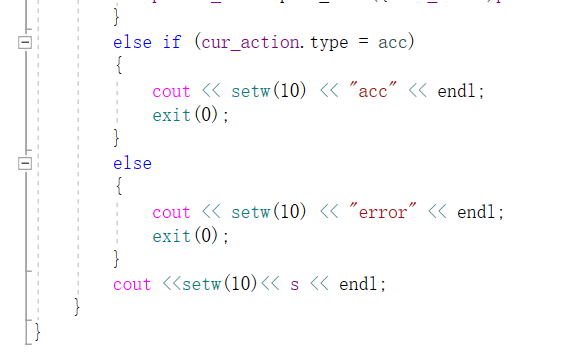 }
else if (cur_action.type = acc)
{
cout << setw(10) << "acc" << endl;
exit(0);
}
else
{
cout << setw(10) << "error" << endl;
exit(0);
}
cout <<setw(10)<< s << endl;
}
}